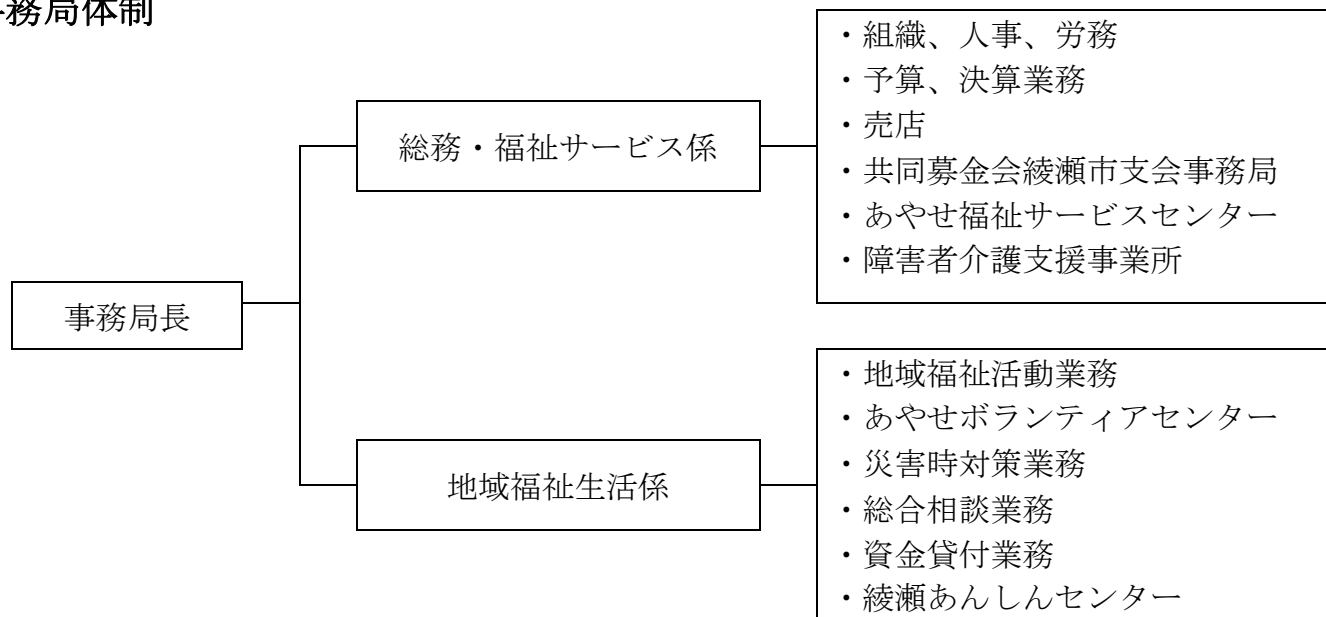 務局体制
・組織、人事、労務
・予算、決算業務
・売店
・共同募金会綾瀬市支会事務局
・あやせ福祉サービスセンター
・障害者介護支援事業所
総務・福祉サービス係
事務局長
地域福祉生活係
・地域福祉活動業務
・あやせボランティアセンター
・災害時対策業務
・総合相談業務
・資金貸付業務
・綾瀬あんしんセンター